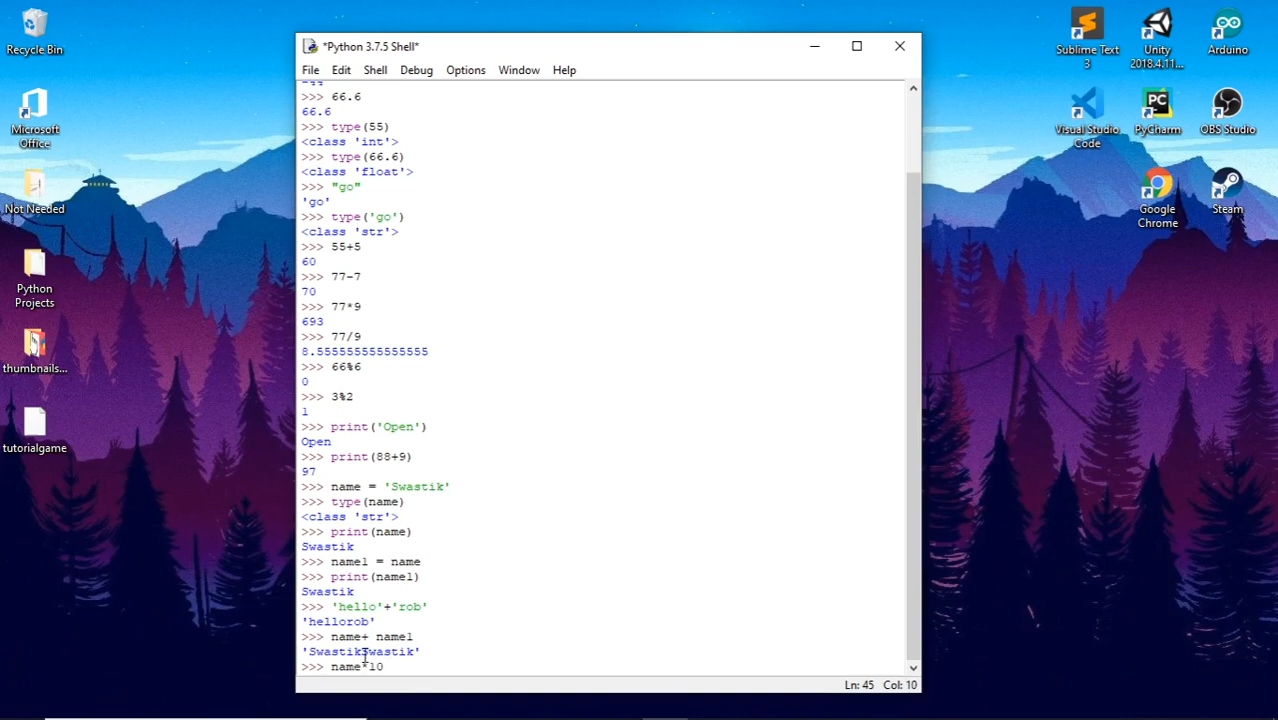 Recycle Bin
Microsoft
Office
Not Needed
Python
Projects
thumbnails...
tutorialgame
*Python 3.7.5 Shell*
File Edit Shell Debug Options Window Help
>>> 66.6
66.6
>>> type(55)
<class 'int'>
>>> type(66.6)
<class 'float'>
>>> "go"
'go'
>>> type('go')
<class 'str'>
>>> 55+5
60
>>> 77-7
70
>>> 77*9
693
>>> 77/9
8.555555555555555
>>> 66%6
0
>>> 3%2
1
>>> print('Open')
Open
>>> print(88+9)
97
>>> name = 'Swastik'
>>> type(name)
<class 'str'>
>>> print(name)
Swastik
>>> name1 = name
>>> print(name1)
Swastik
>>> 'hello'+'rob'
'hellorob'
>>> name+ name1
'SwastikSwastik'
>>> name*10
Ln: 45 Col: 10
Sublime Text
3
Unity
2018.4.11...
Arduino
Visual Studio
Code
PyCharm
OBS Studio
Google
Chrome
Steam